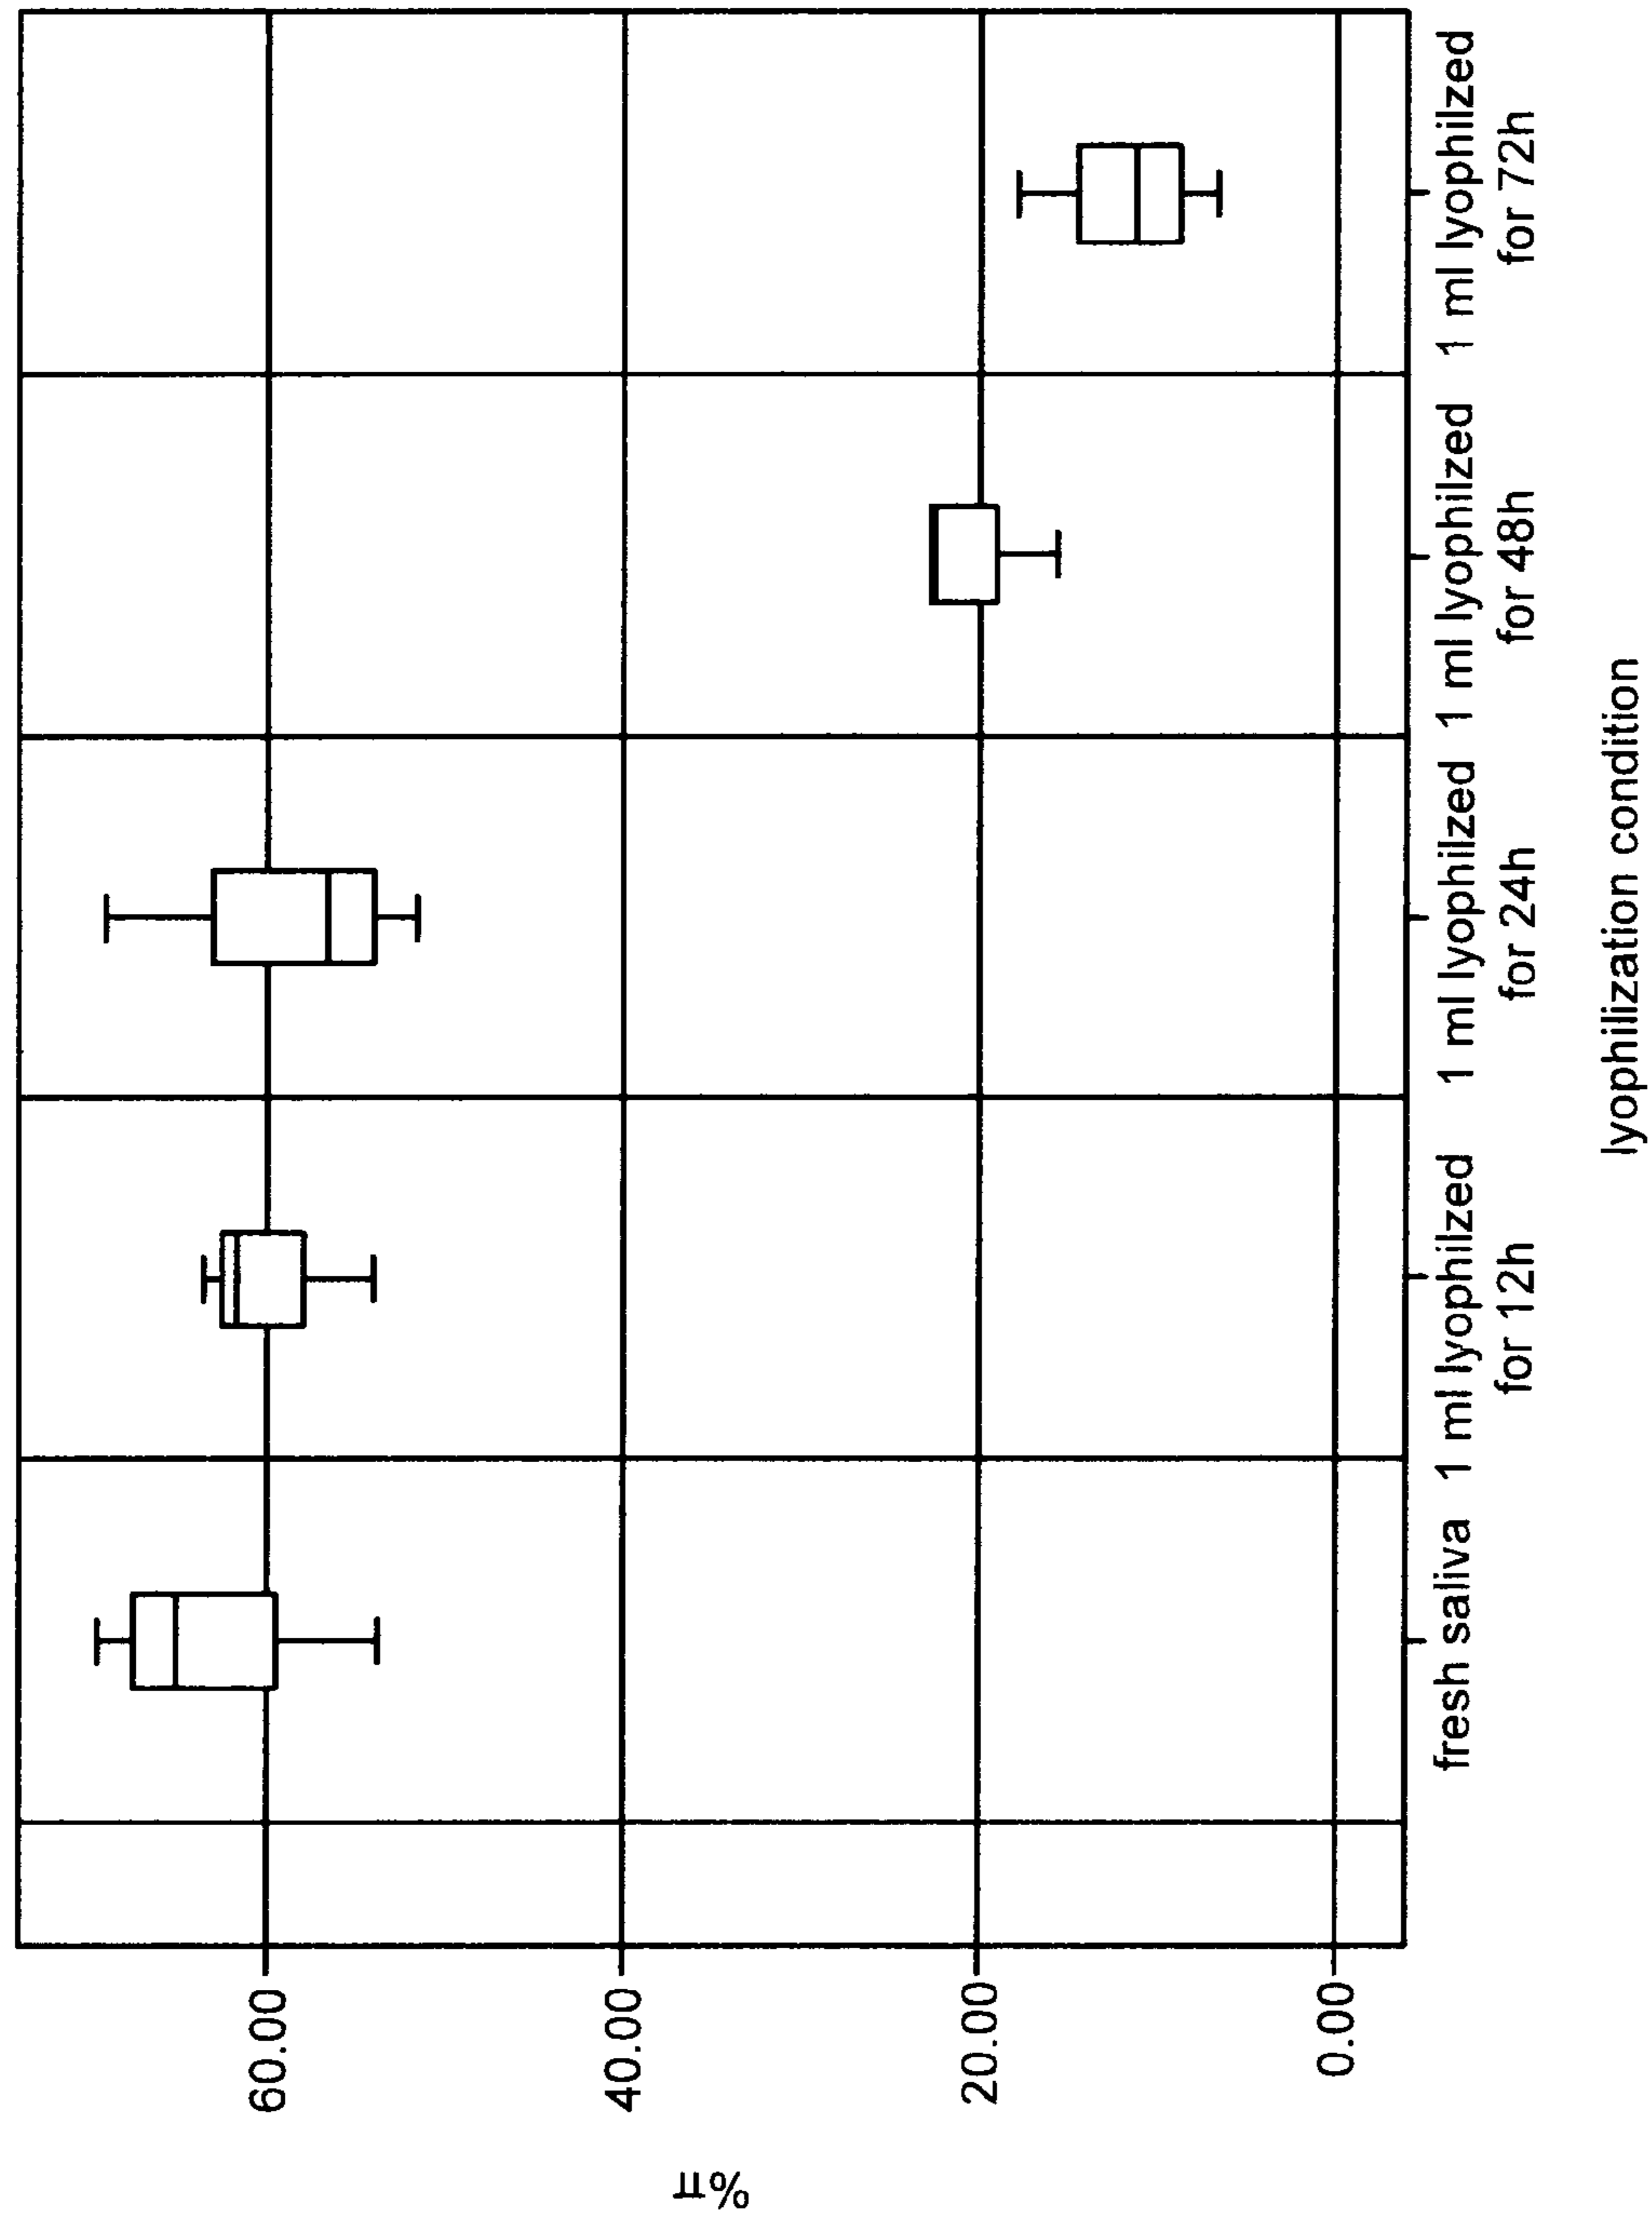 %π
60.00
40.00
20.00
0.00
fresh saliva
1 ml lyophilzed
for 12h
1 ml lyophilzed
for 24h
1 ml lyophilzed
for 48h
1 ml lyophilzed
for 72h
lyophilization condition